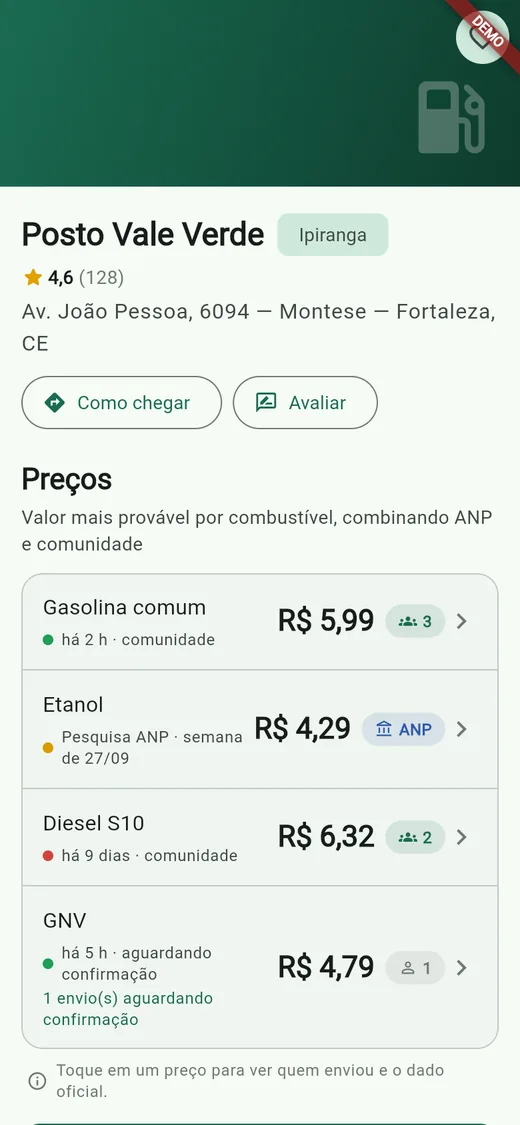 DEMO
Posto Vale Verde
Ipiranga
4,6 (128)
Av. João Pessoa, 6094 — Montese — Fortaleza,
CE
Como chegar
Avaliar
Preços
Valor mais provável por combustível, combinando ANP
e comunidade
Gasolina comum
há 2 h · comunidade
R$ 5,99
3
Etanol
Pesquisa ANP · semana
de 27/09
R$ 4,29
ANP
Diesel S10
há 9 dias · comunidade
R$ 6,32
2
GNV
há 5 h · aguardando
confirmação
1 envio(s) aguardando
confirmação
R$ 4,79
1
Toque em um preço para ver quem enviou e o dado
oficial.